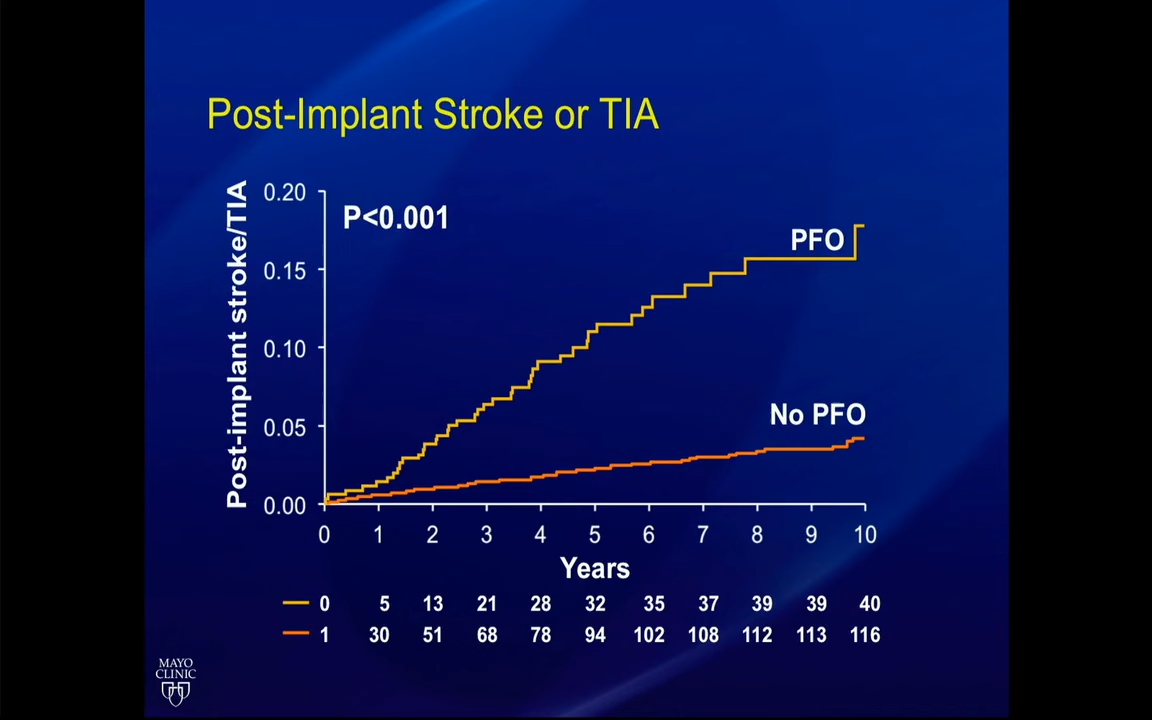 Post-Implant Stroke or TIA
Post-implant stroke/TIA
0.20
0.15
0.10
0.05
0.00
P<0.001
PFO
No PFO
0 1 2 3 4 5 6 7 8 9 10
Years
0 5 13 21 28 32 35 37 39 39 40
1 30 51 68 78 94 102 108 112 113 116
MAYO
CLINIC